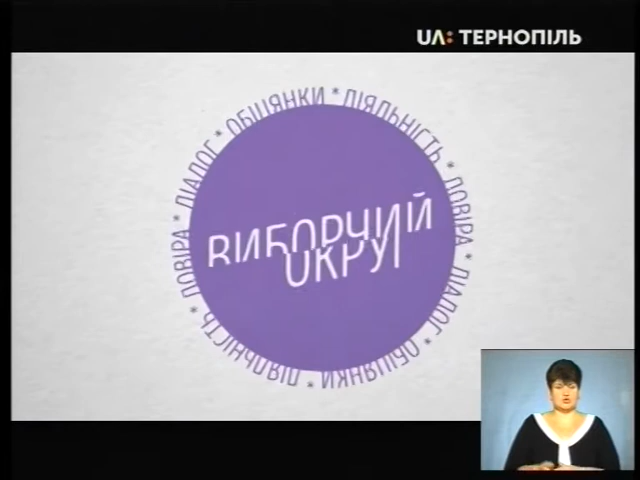 UA: ТЕРНОПІЛЬ
ДІЯЛЬНІСТЬ * ДОВІРА * ДІАЛОГ * ОБІЦЯНКИ * ДІЯЛЬНІСТЬ * ДОВІРА * ДІАЛОГ * ОБІЦЯНКИ *
ВИБОРЧИЙ
ОКРУГ